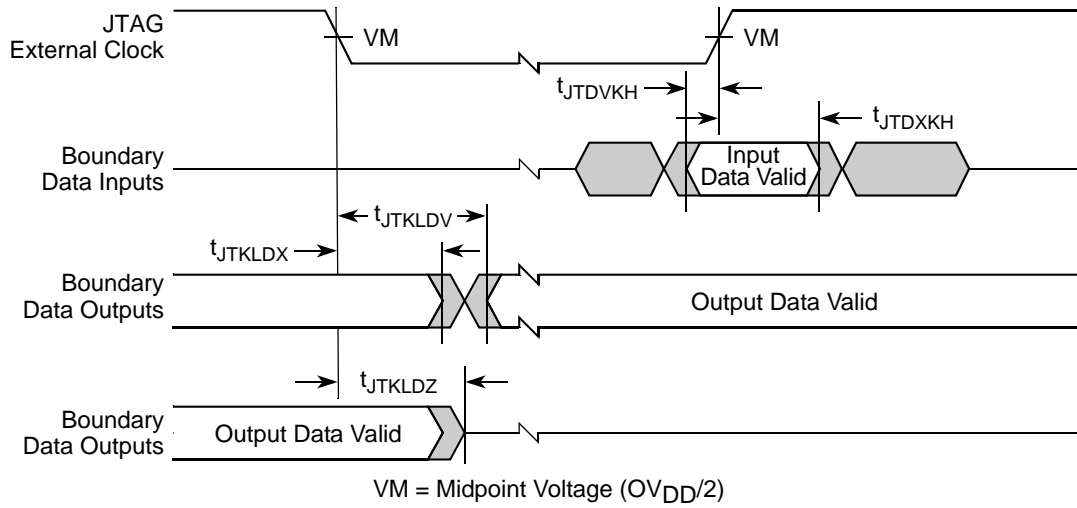 JTAG
External Clock
VM
VM
tJTDVKH
tJTDXKH
Boundary
Data Inputs
Input
Data Valid
tJTKLDV
tJTKLDX
Boundary
Data Outputs
Output Data Valid
tJTKLDZ
Boundary
Data Outputs
Output Data Valid
VM = Midpoint Voltage (OVDD/2)